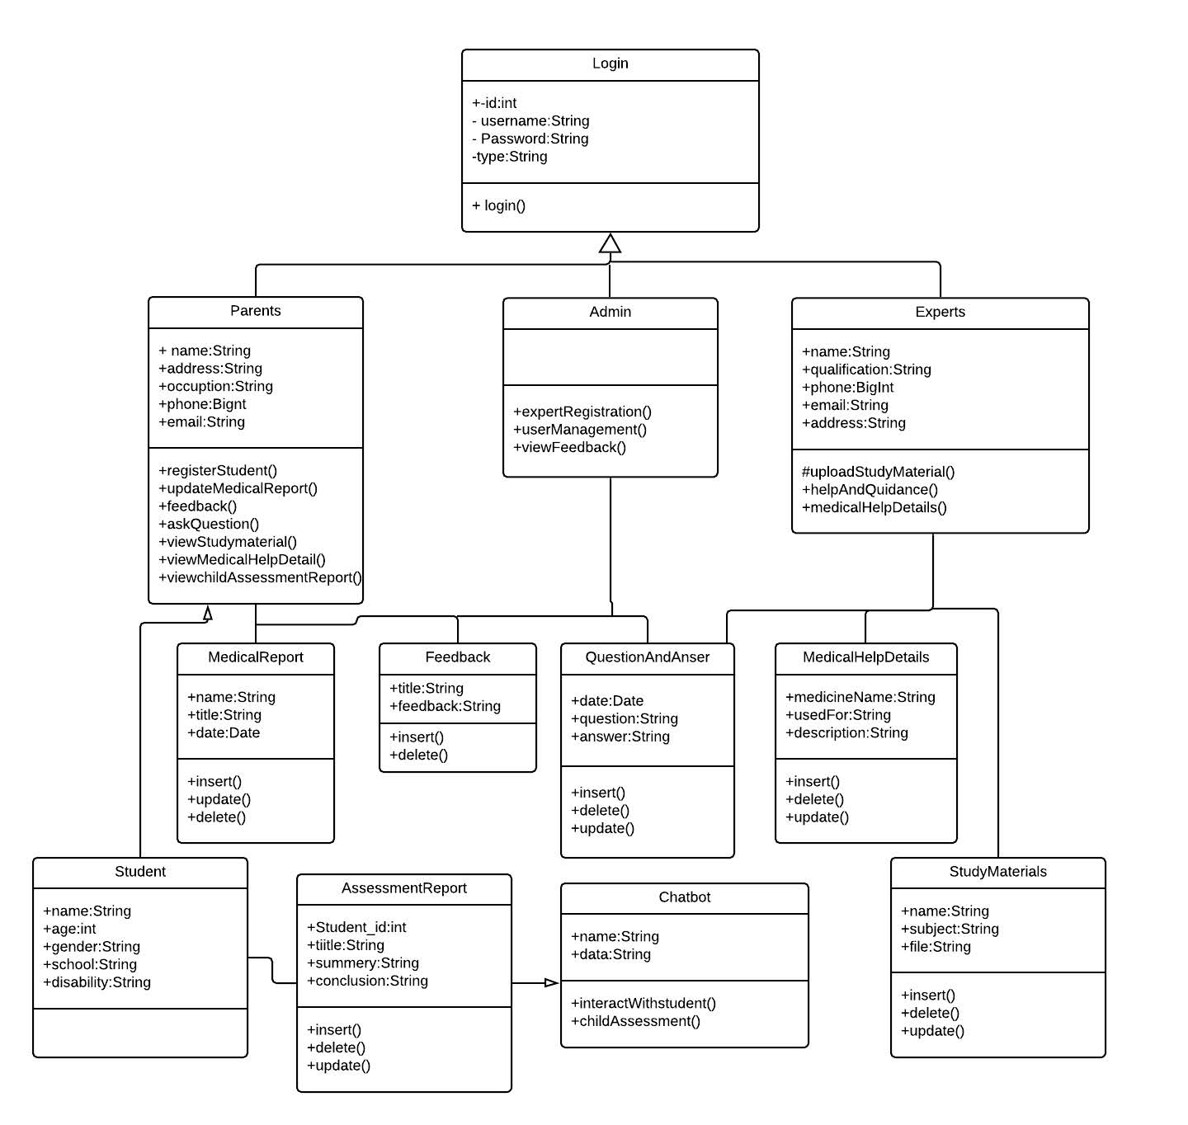 Login
+-id:int
- username:String
- Password:String
-type:String
+ login()
Parents
+ name:String
+address:String
+occuption:String
+phone:Bignt
+email:String
+registerStudent()
+updateMedicalReport()
+feedback()
+askQuestion()
+viewStudymaterial()
+viewMedicalHelpDetail()
+viewchildAssessmentReport()
Admin
+expertRegistration()
+userManagement()
+viewFeedback()
Experts
+name:String
+qualification:String
+phone:BigInt
+email:String
+address:String
#uploadStudyMaterial()
+helpAndQuidance()
+medicalHelpDetails()
MedicalReport
+name:String
+title:String
+date:Date
+insert()
+update()
+delete()
Feedback
+title:String
+feedback:String
+insert()
+delete()
QuestionAndAnser
+date:Date
+question:String
+answer:String
+insert()
+delete()
+update()
MedicalHelpDetails
+medicineName:String
+usedFor:String
+description:String
+insert()
+delete()
+update()
Student
+name:String
+age:int
+gender:String
+school:String
+disability:String
AssessmentReport
+Student_id:int
+tiitle:String
+summery:String
+conclusion:String
+insert()
+delete()
+update()
Chatbot
+name:String
+data:String
+interactWithstudent()
+childAssessment()
StudyMaterials
+name:String
+subject:String
+file:String
+insert()
+delete()
+update()